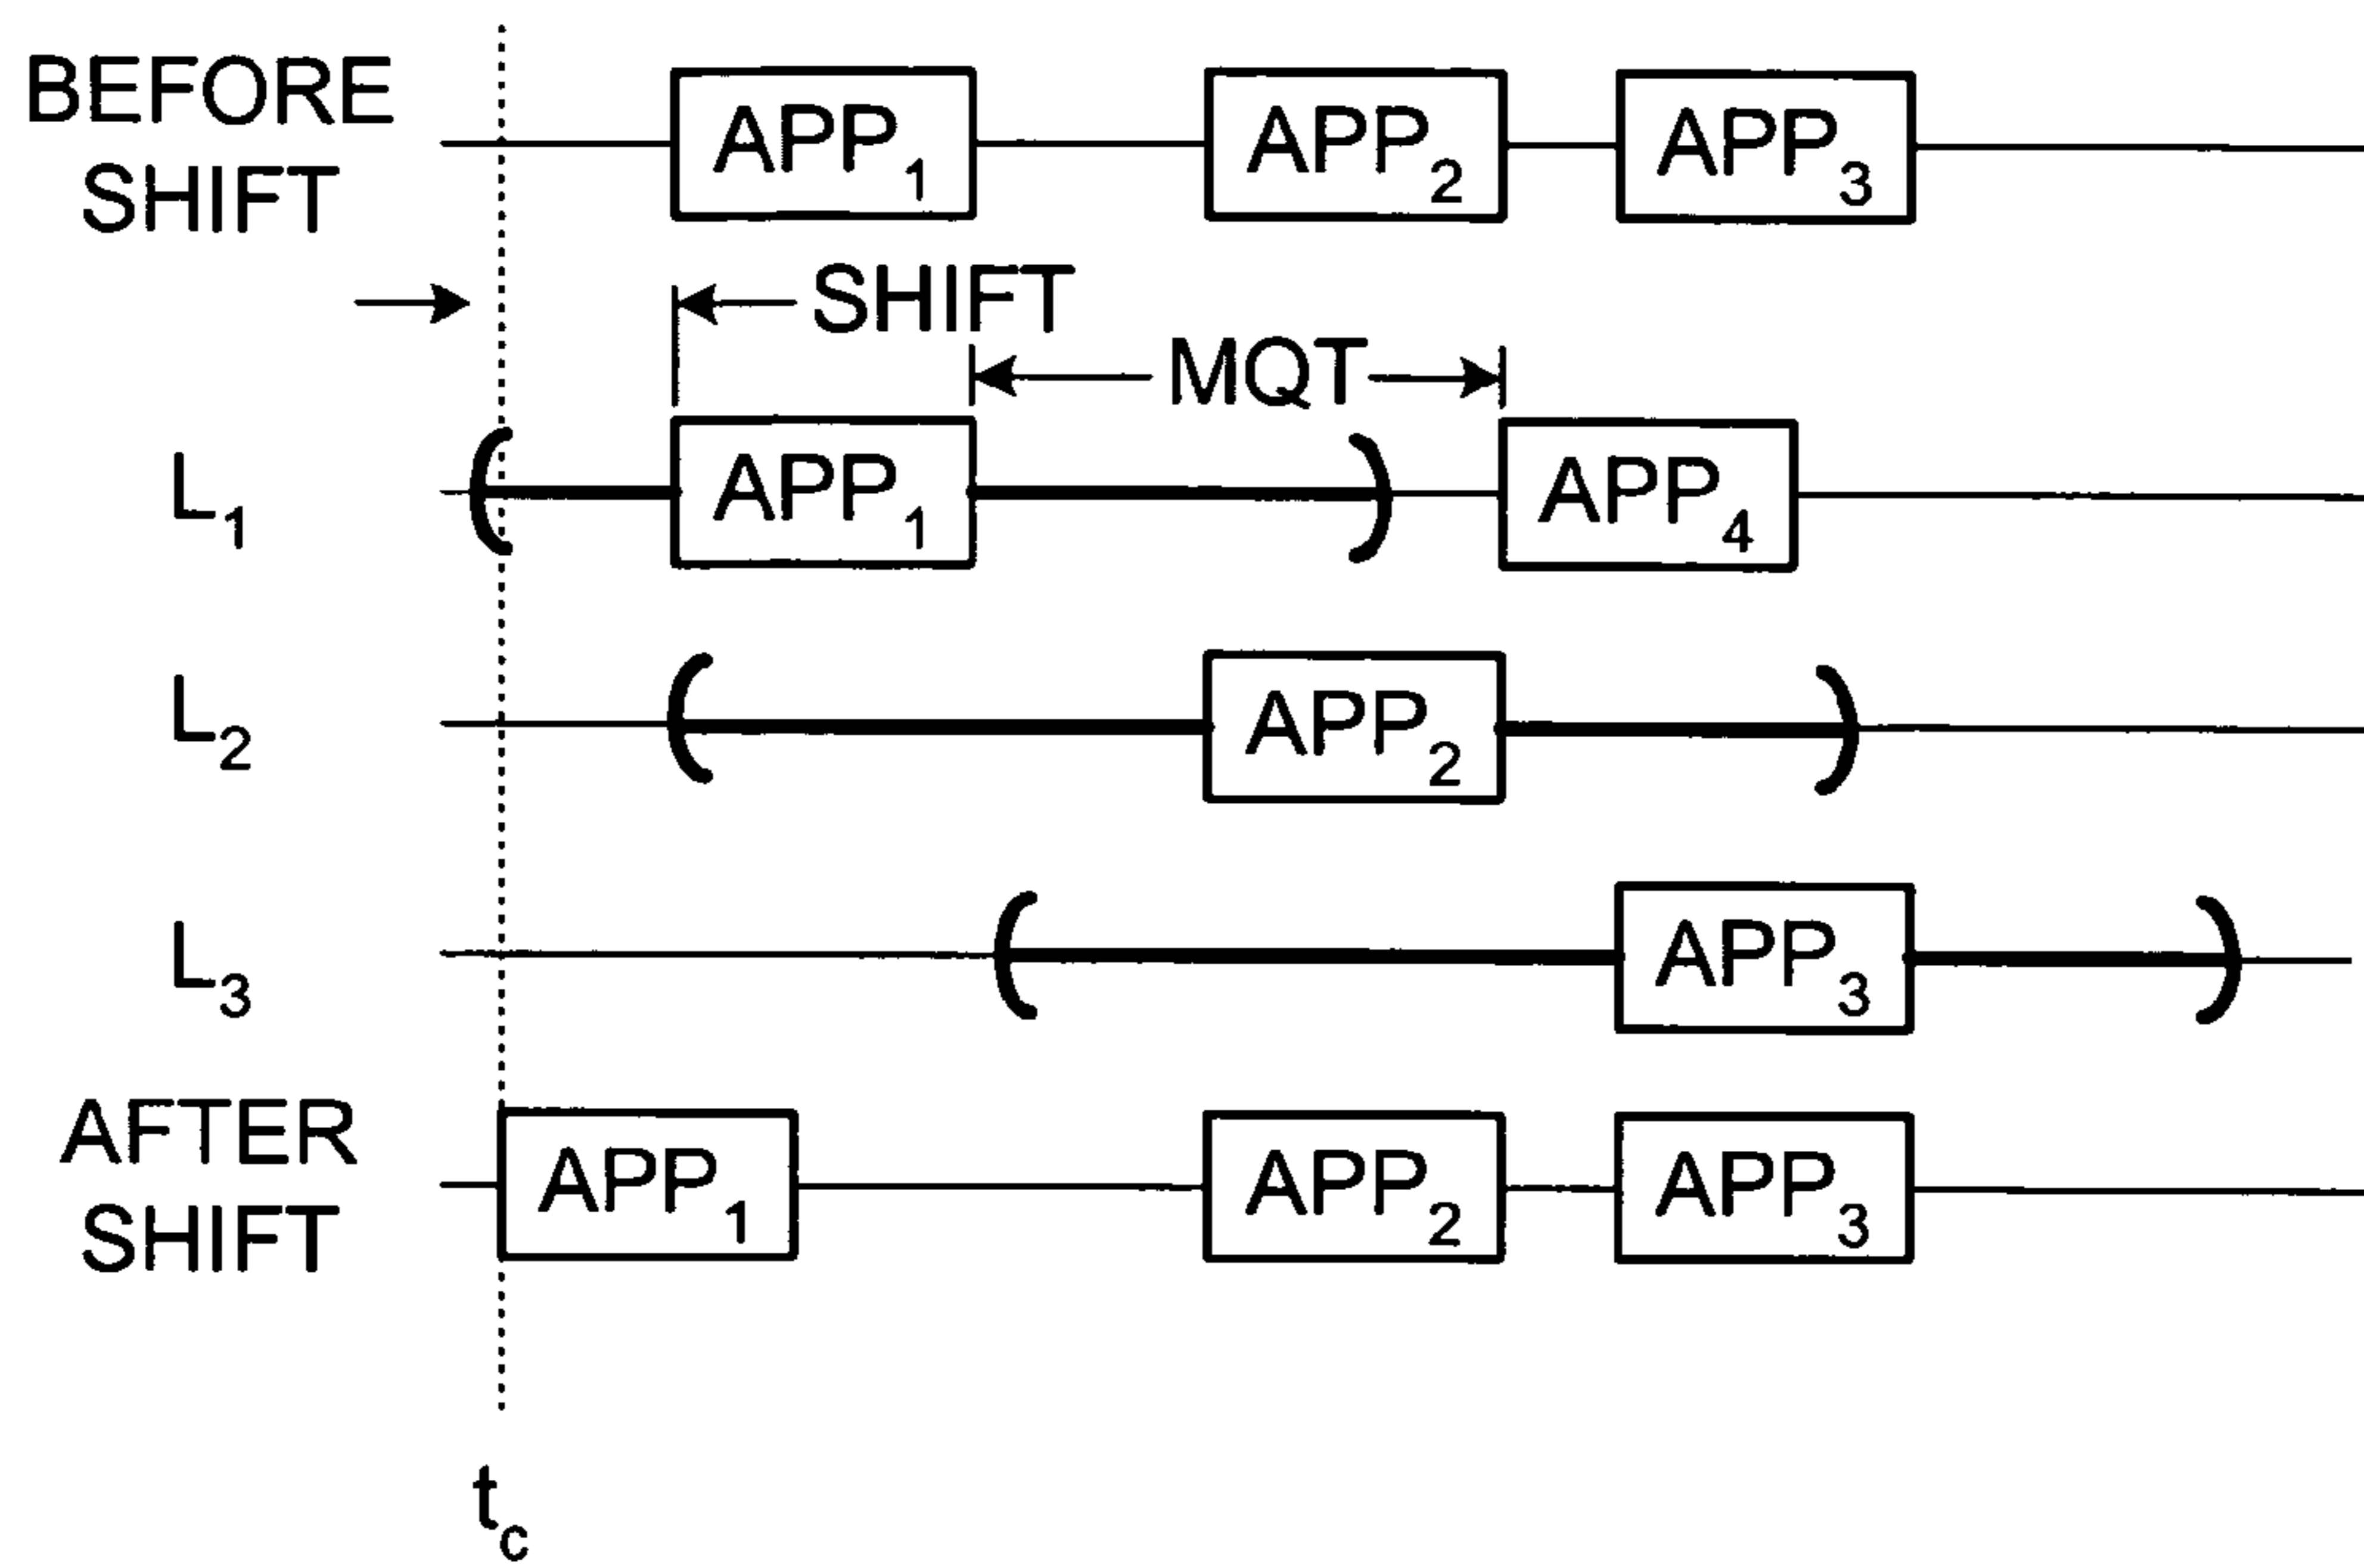 BEFORE SHIFT
APP1 APP2 APP3
SHIFT
MQT
L1 APP1 APP4
L2 APP2
L3 APP3
AFTER SHIFT
APP1 APP2 APP3
tc